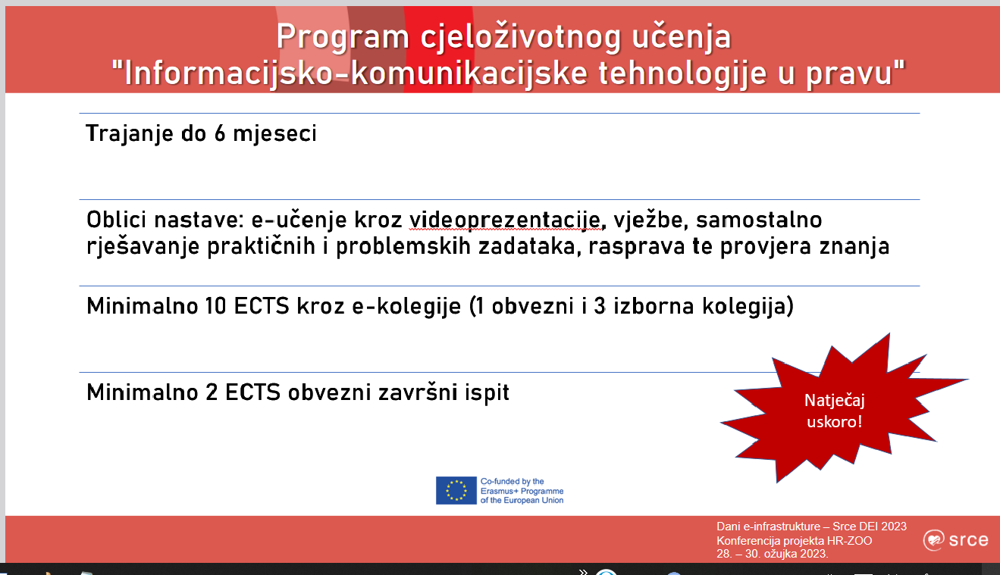 Program cjeloživotnog učenja
"Informacijsko-komunikacijske tehnologije u pravu"
Trajanje do 6 mjeseci
Oblici nastave: e-učenje kroz videoprezentacije, vježbe, samostalno
rješavanje praktičnih i problemskih zadataka, rasprava te provjera znanja
Minimalno 10 ECTS kroz e-kolegije (1 obvezni i 3 izborna kolegija)
Minimalno 2 ECTS obvezni završni ispit
Natječaj
uskoro!
Co-funded by the
Erasmus+ Programme
of the European Union
Dani e-infrastrukture – Srce DEI 2023
Konferencija projekta HR-ZOO
28. – 30. ožujka 2023.
srce